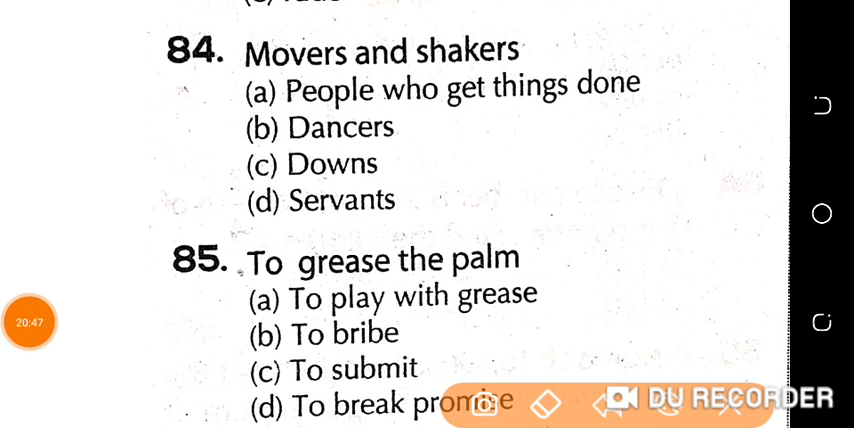 84. Movers and shakers
(a) People who get things done
(b) Dancers
(c) Downs
(d) Servants
85. To grease the palm
(a) To play with grease
(b) To bribe
(c) To submit
(d) To break promise
20:47
DU RECORDER